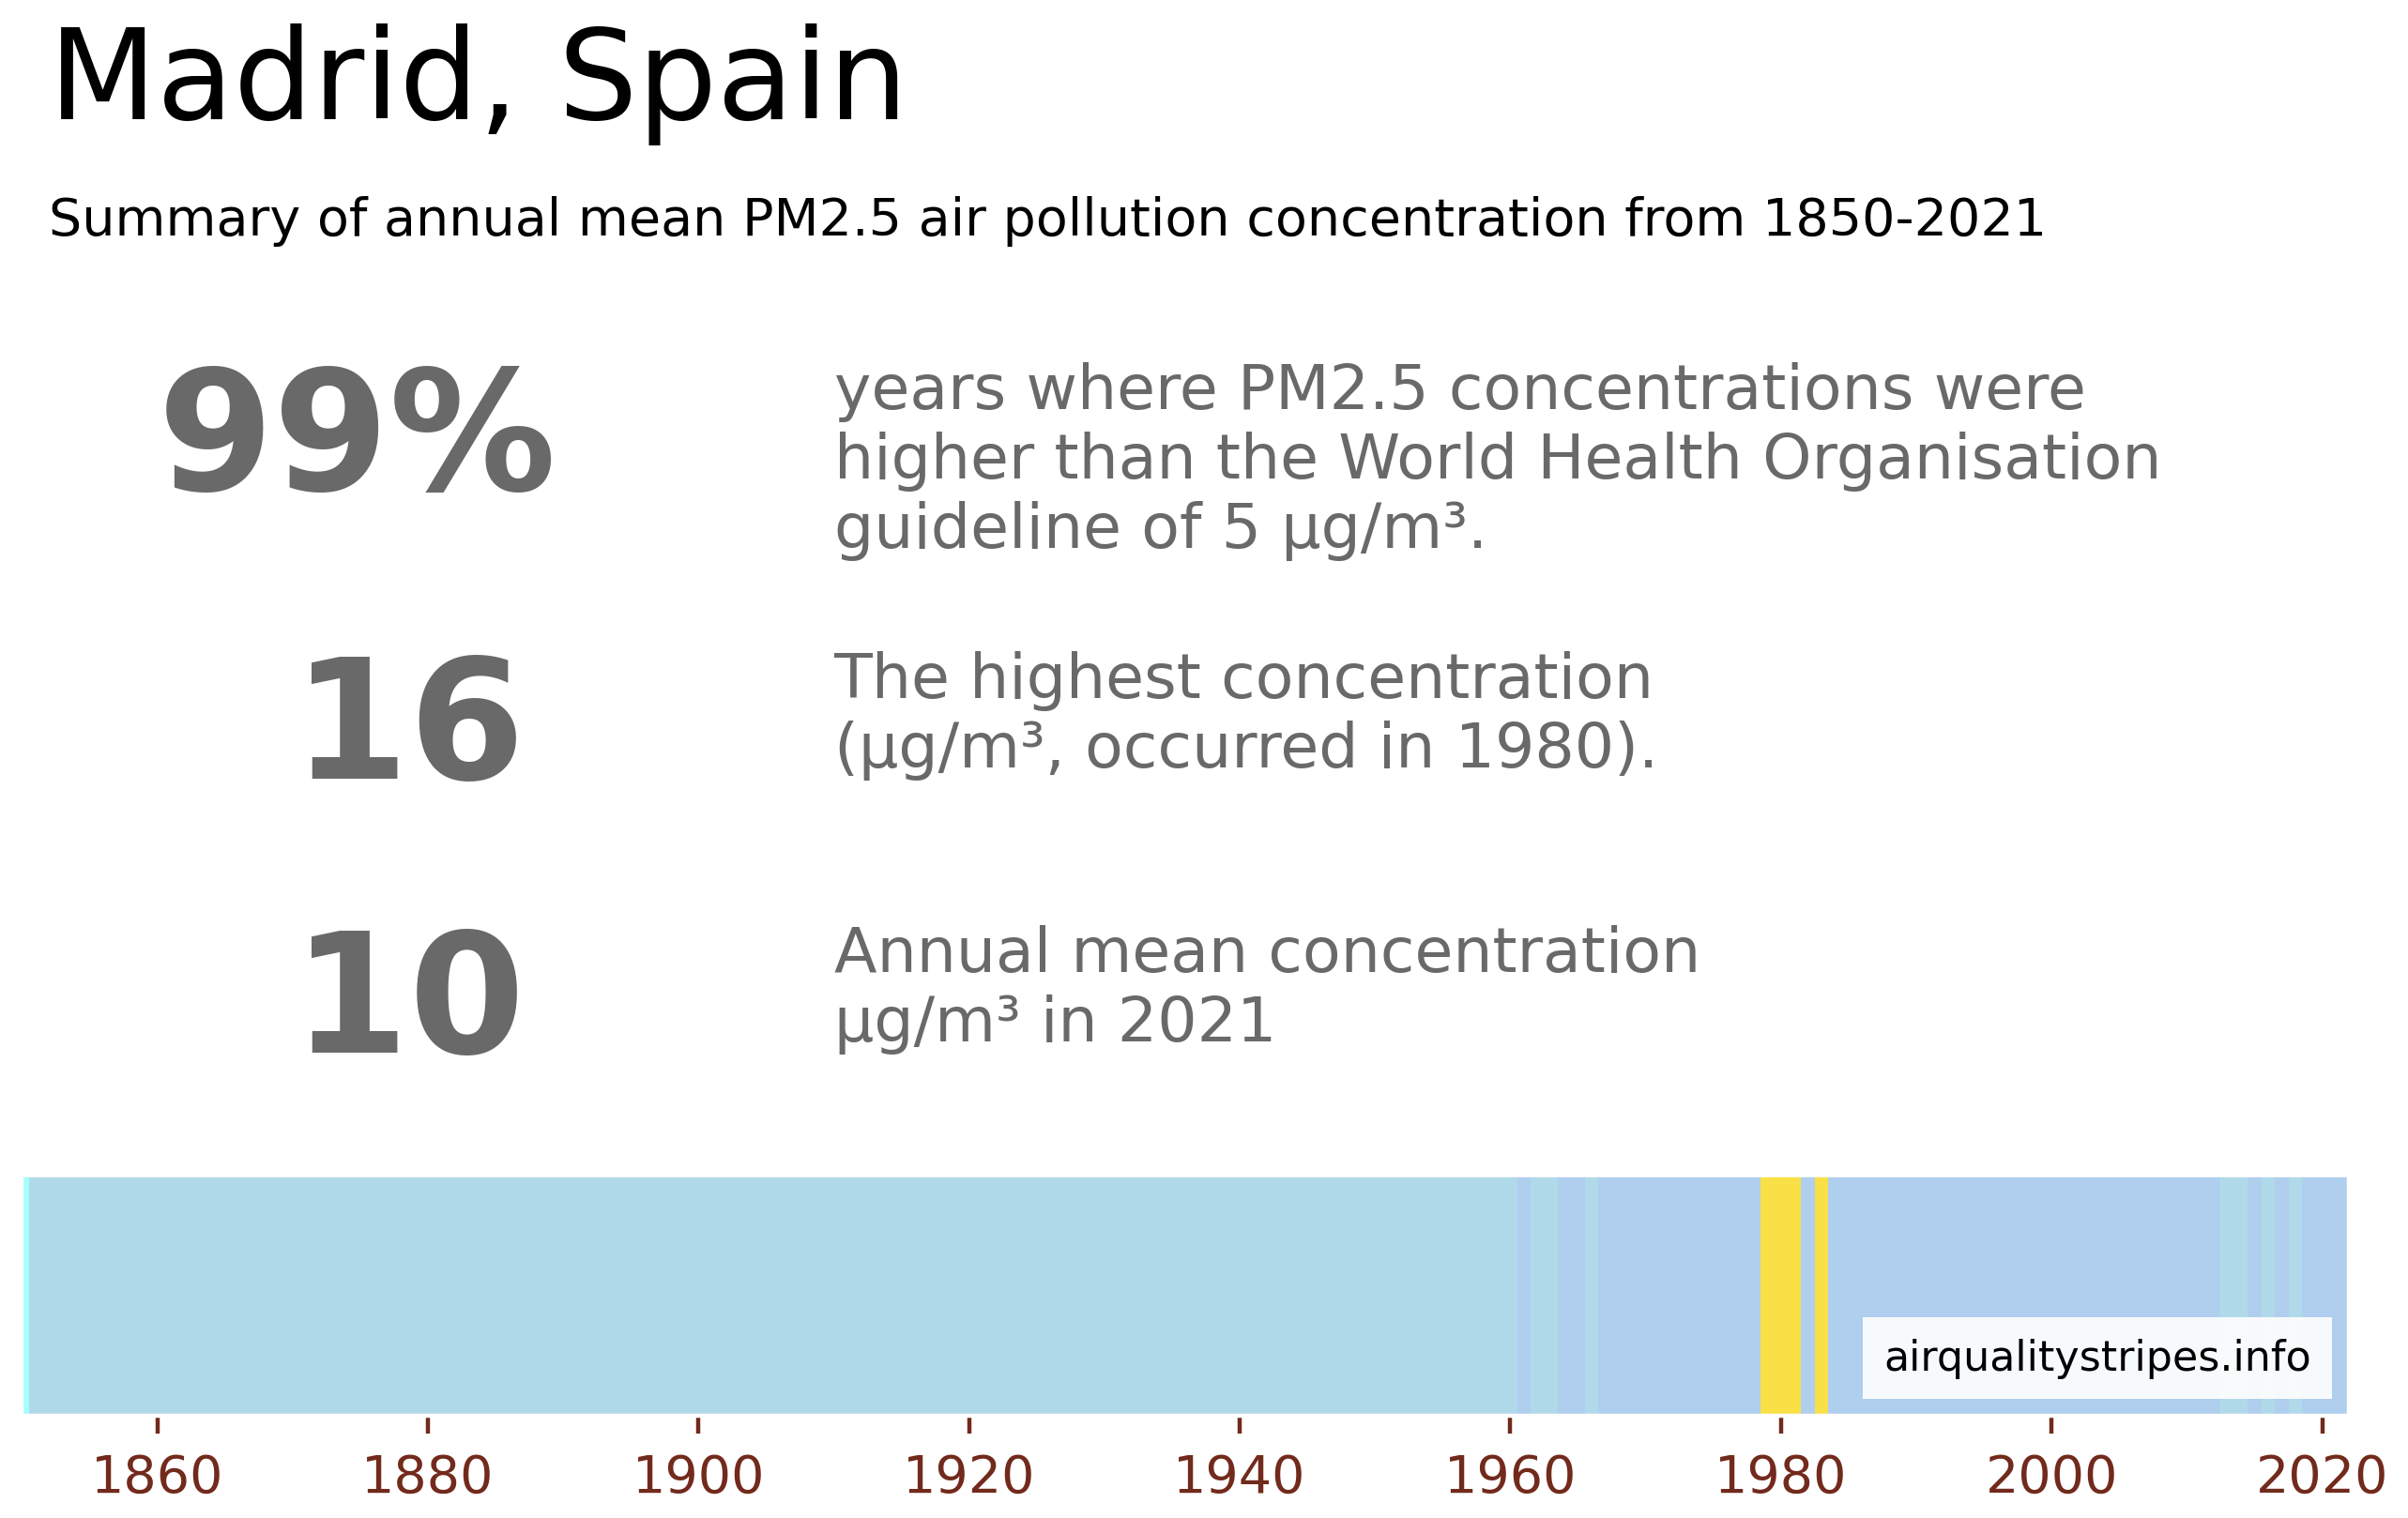 Madrid, Spain
Summary of annual mean PM2.5 air pollution concentration from 1850-2021
99%
years where PM2.5 concentrations were
higher than the World Health Organisation
guideline of 5 µg/m³.
16
The highest concentration
(µg/m³, occurred in 1980).
10
Annual mean concentration
µg/m³ in 2021
airqualitystripes.info
1860 1880 1900 1920 1940 1960 1980 2000 2020